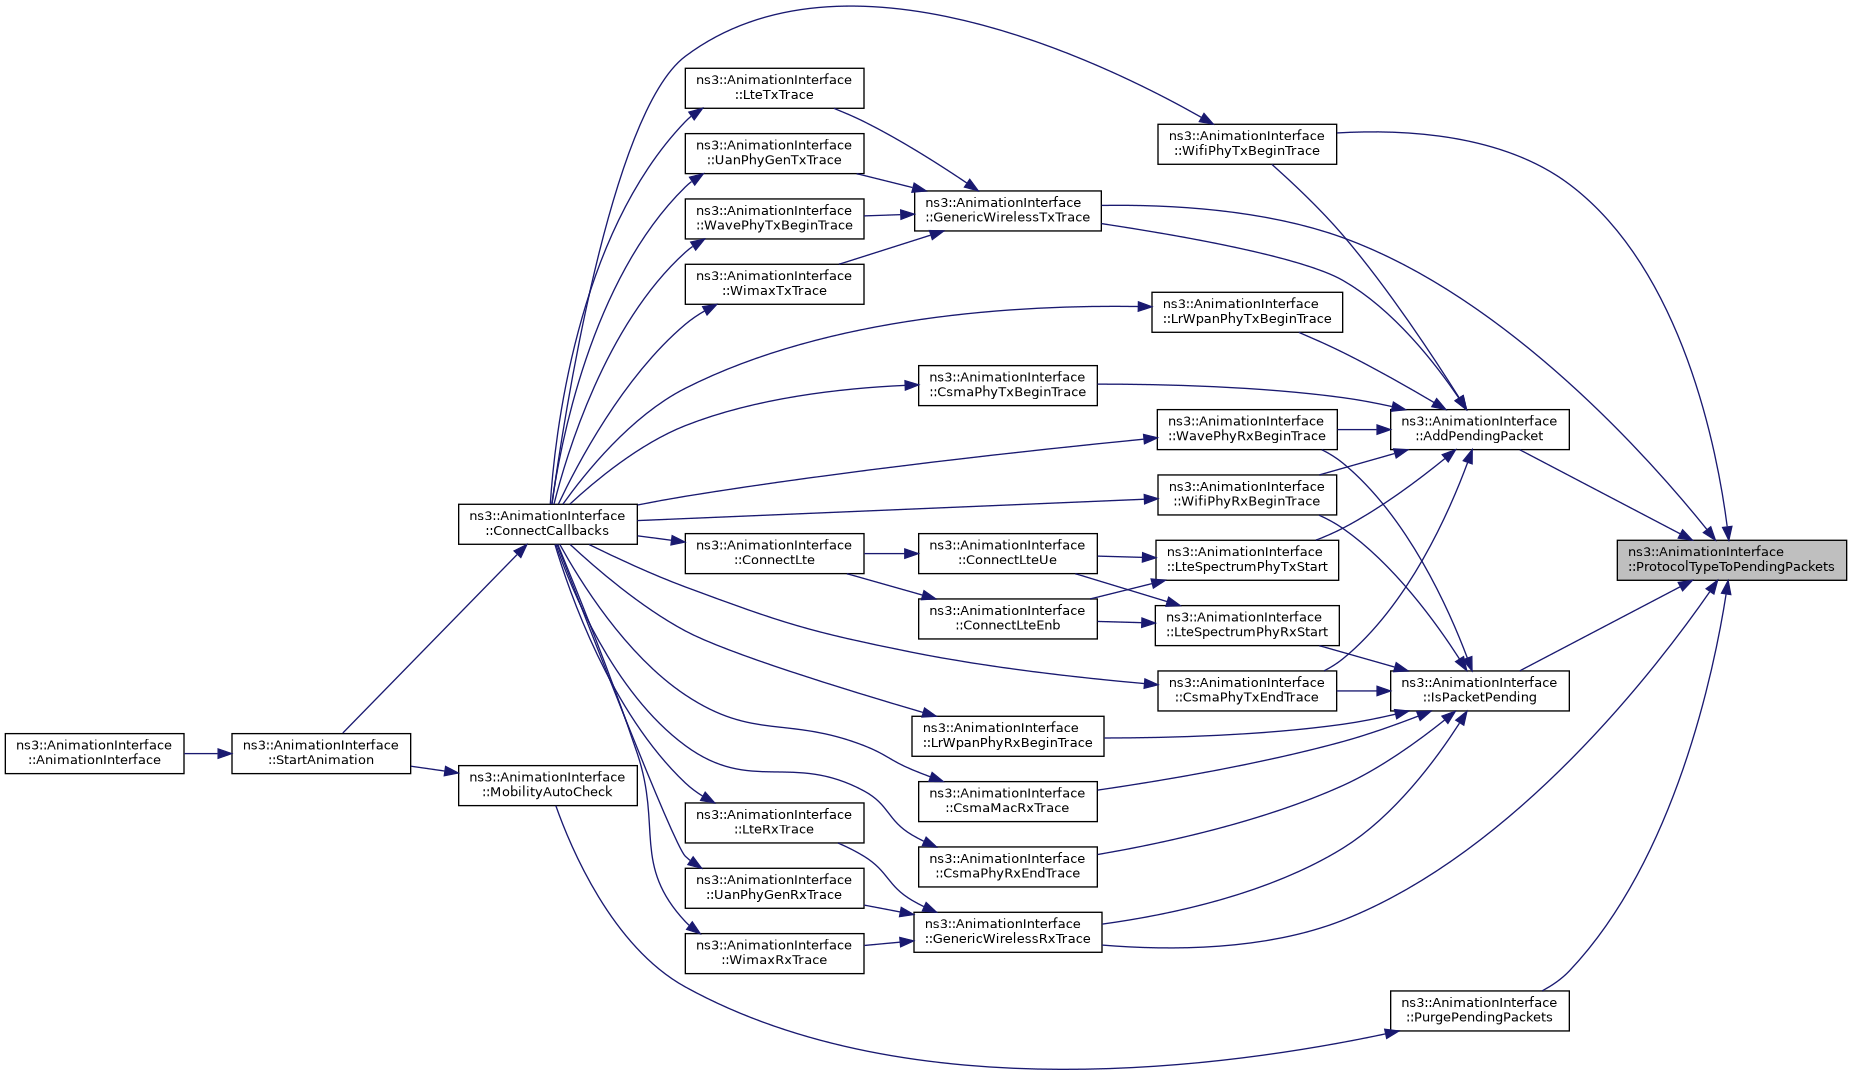 ns3::AnimationInterface
::LteTxTrace
ns3::AnimationInterface
::UanPhyGenTxTrace
ns3::AnimationInterface
::WavePhyTxBeginTrace
ns3::AnimationInterface
::WimaxTxTrace
ns3::AnimationInterface
::GenericWirelessTxTrace
ns3::AnimationInterface
::WifiPhyTxBeginTrace
ns3::AnimationInterface
::LrWpanPhyTxBeginTrace
ns3::AnimationInterface
::CsmaPhyTxBeginTrace
ns3::AnimationInterface
::WavePhyRxBeginTrace
ns3::AnimationInterface
::AddPendingPacket
ns3::AnimationInterface
::WifiPhyRxBeginTrace
ns3::AnimationInterface
::ConnectCallbacks
ns3::AnimationInterface
::ConnectLte
ns3::AnimationInterface
::ConnectLteUe
ns3::AnimationInterface
::LteSpectrumPhyTxStart
ns3::AnimationInterface
::ProtocolTypeToPendingPackets
ns3::AnimationInterface
::ConnectLteEnb
ns3::AnimationInterface
::LteSpectrumPhyRxStart
ns3::AnimationInterface
::CsmaPhyTxEndTrace
ns3::AnimationInterface
::IsPacketPending
ns3::AnimationInterface
::LrWpanPhyRxBeginTrace
ns3::AnimationInterface
::AnimationInterface
ns3::AnimationInterface
::StartAnimation
ns3::AnimationInterface
::MobilityAutoCheck
ns3::AnimationInterface
::CsmaMacRxTrace
ns3::AnimationInterface
::LteRxTrace
ns3::AnimationInterface
::CsmaPhyRxEndTrace
ns3::AnimationInterface
::UanPhyGenRxTrace
ns3::AnimationInterface
::GenericWirelessRxTrace
ns3::AnimationInterface
::WimaxRxTrace
ns3::AnimationInterface
::PurgePendingPackets